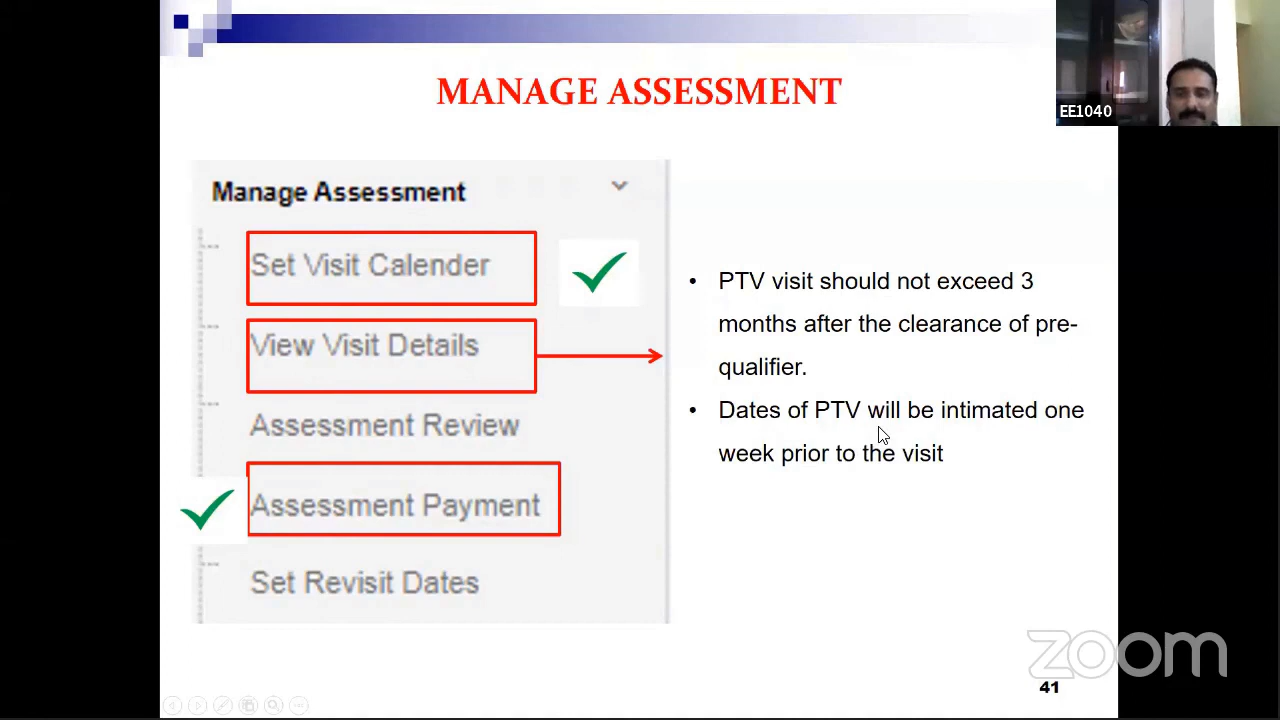 MANAGE ASSESSMENT
EE1040
Manage Assessment
Set Visit Calender
View Visit Details
Assessment Review
Assessment Payment
Set Revisit Dates
• PTV visit should not exceed 3
months after the clearance of pre-
qualifier.
• Dates of PTV will be intimated one
week prior to the visit
zoom
41